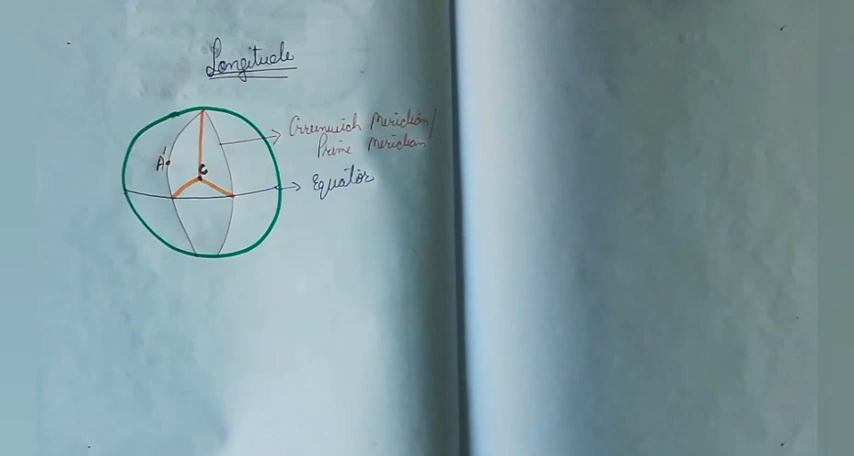 Longitude
Greenwich Meridian/
Prime Meridian
A'
C
Equator